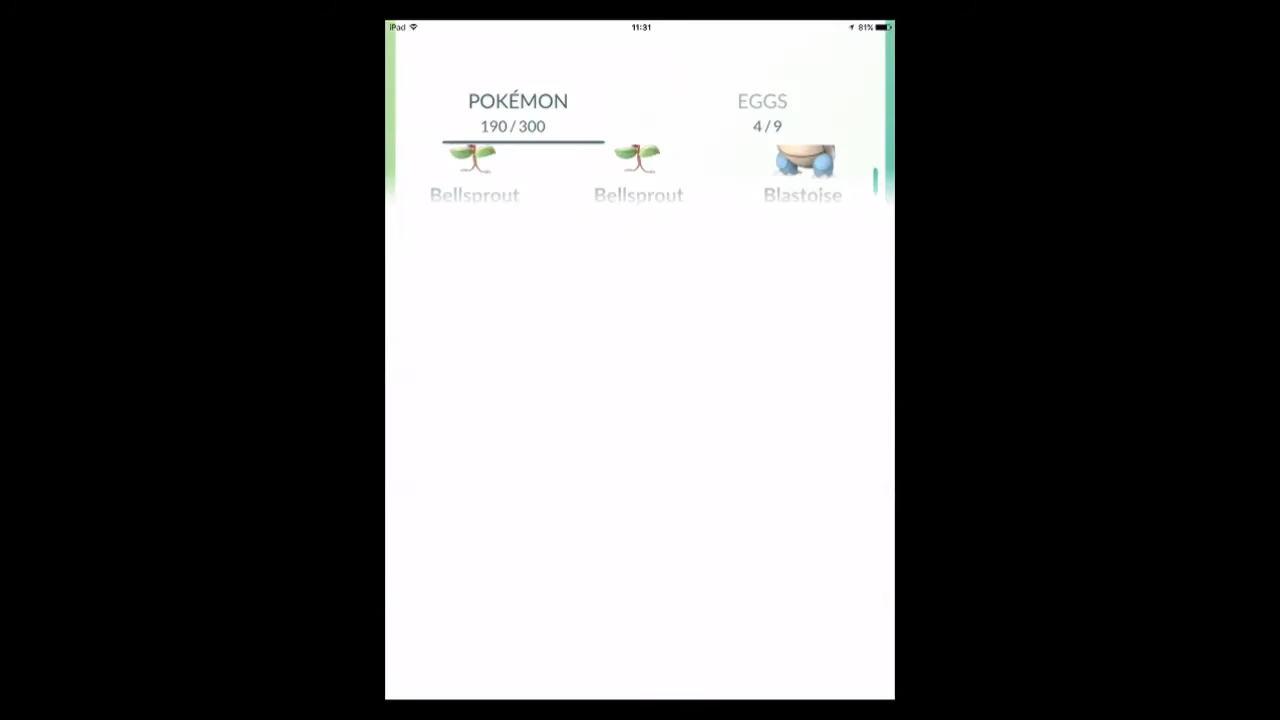 iPad 11:31 81%
POKÉMON EGGS
190 / 300 4 / 9
Bellsprout Bellsprout Blastoise